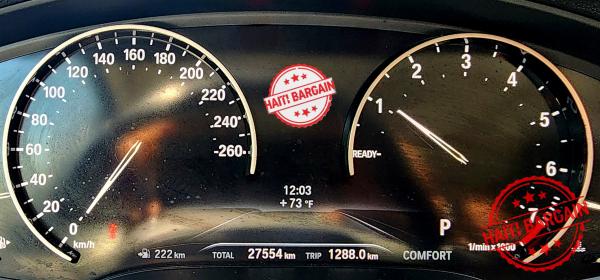 0
20
40
60
80
100
120
140
160
180
200
220
240
-260-
km/h
HAITI BARGAIN
12:03
+ 73 °F
READY-
1
2
3
4
5
6
1/min x1000
P
222 km
TOTAL 27554 km TRIP 1288.0 km
COMFORT
HAITI BARGAIN